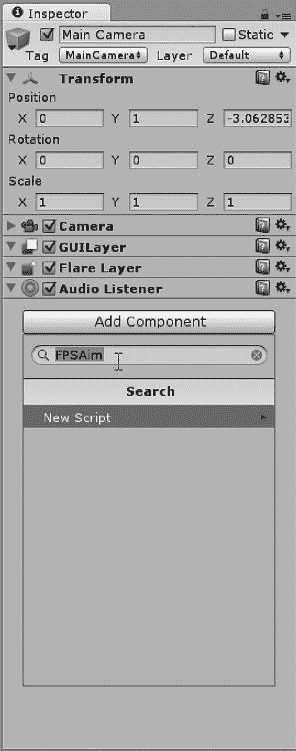 Inspector
Main Camera Static
Tag MainCamera Layer Default
Transform
Position
X 0 Y 1 Z -3.062853
Rotation
X 0 Y 0 Z 0
Scale
X 1 Y 1 Z 1
Camera
GUILayer
Flare Layer
Audio Listener
Add Component
FPSAim
Search
New Script